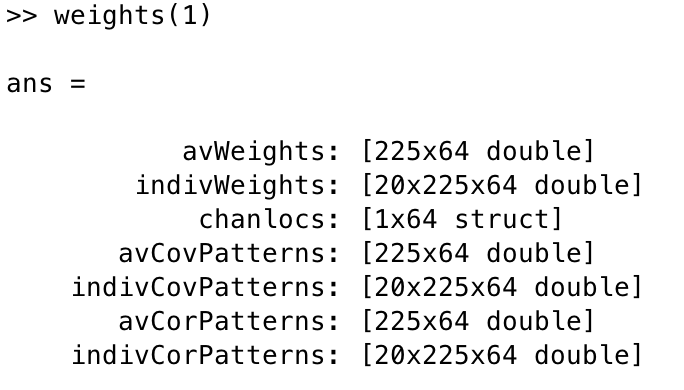 >> weights(1)
ans =
avWeights: [225x64 double]
indivWeights: [20x225x64 double]
chanlocs: [1x64 struct]
avCovPatterns: [225x64 double]
indivCovPatterns: [20x225x64 double]
avCorPatterns: [225x64 double]
indivCorPatterns: [20x225x64 double]